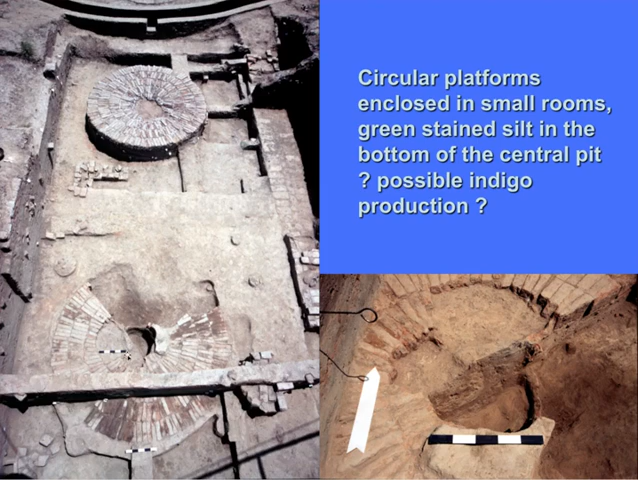 Circular platforms
enclosed in small rooms,
green stained silt in the
bottom of the central pit
? possible indigo
production ?